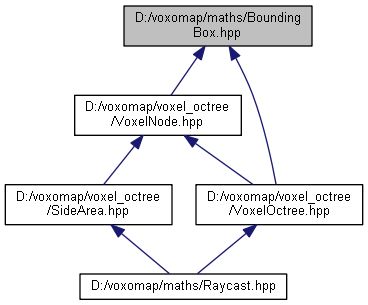 D:/voxomap/maths/Bounding
Box.hpp
D:/voxomap/voxel_octree
/VoxelNode.hpp
D:/voxomap/voxel_octree
/SideArea.hpp
D:/voxomap/voxel_octree
/VoxelOctree.hpp
D:/voxomap/maths/Raycast.hpp